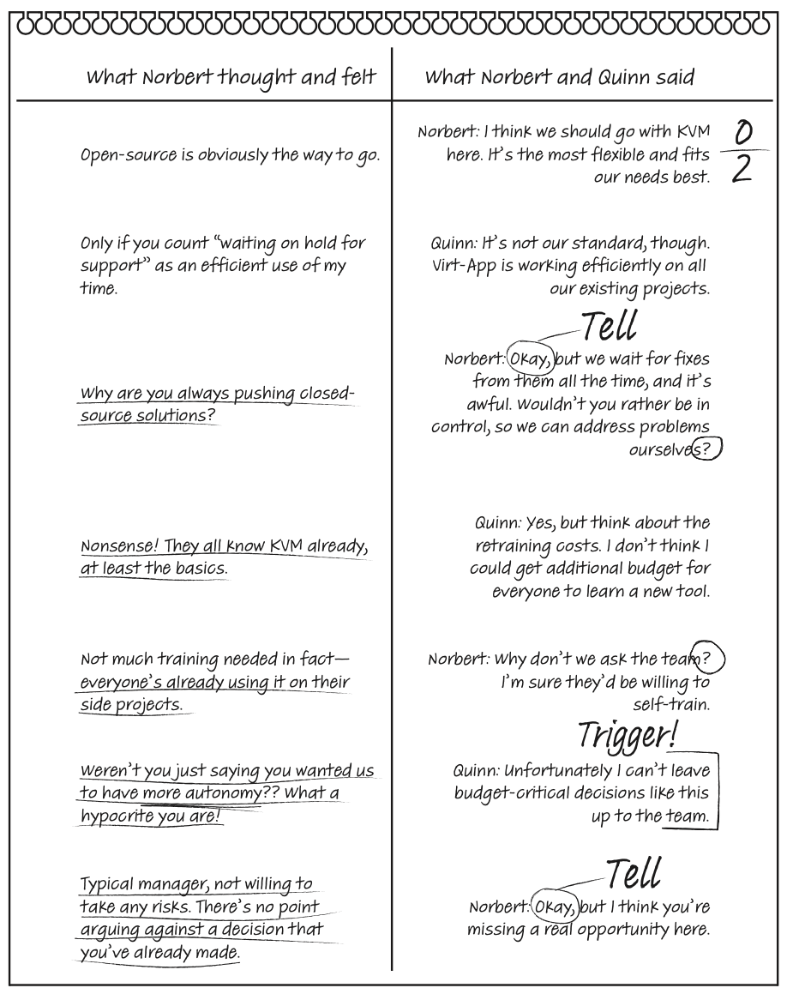 What Norbert thought and felt
What Norbert and Quinn said
Open-source is obviously the way to go.
Norbert: I think we should go with KVM
here. It's the most flexible and fits
our needs best.
0
2
Only if you count “waiting on hold for
support” as an efficient use of my
time.
Quinn: It's not our standard, though.
Virt-App is working efficiently on all
our existing projects.
Tell
Why are you always pushing closed-
source solutions?
Norbert: Okay, but we wait for fixes
from them all the time, and it's
awful. Wouldn't you rather be in
control, so we can address problems
ourselves?
Nonsense! They all know KVM already,
at least the basics.
Quinn: Yes, but think about the
retraining costs. I don't think I
could get additional budget for
everyone to learn a new tool.
Not much training needed in fact—
everyone's already using it on their
side projects.
Norbert: Why don't we ask the team?
I'm sure they'd be willing to
self-train.
Trigger!
Weren't you just saying you wanted us
to have more autonomy?? What a
hypocrite you are!
Quinn: Unfortunately I can't leave
budget-critical decisions like this
up to the team.
Tell
Typical manager, not willing to
take any risks. There's no point
arguing against a decision that
you've already made.
Norbert: Okay, but I think you're
missing a real opportunity here.